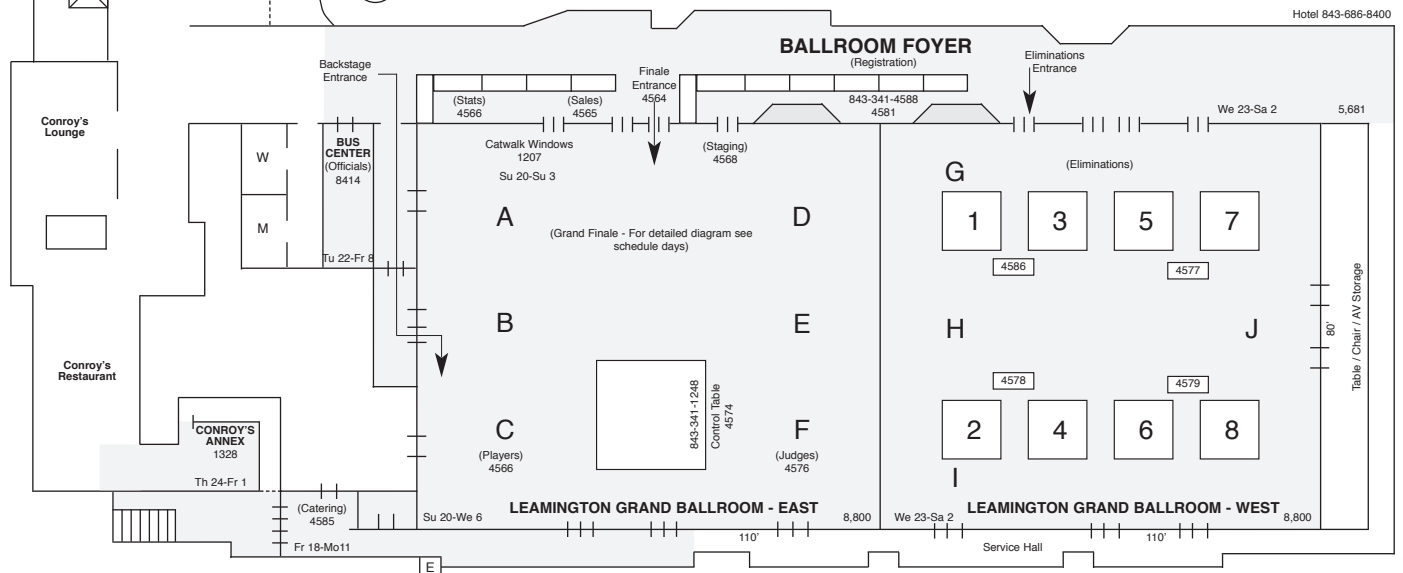 Hotel 843-686-8400
BALLROOM FOYER
(Registration)
Backstage
Entrance
Finale
Entrance
4564
Eliminations
Entrance
(Stats)
4566
(Sales)
4565
843-341-4588
4581
We 23-Sa 2
5,681
Conroy's
Lounge
W
M
BUS
CENTER
(Officials)
8414
Tu 22-Fr 8
Catwalk Windows
1207
Su 20-Su 3
(Staging)
4568
(Eliminations)
A
D
G
(Grand Finale - For detailed diagram see
schedule days)
1
3
5
7
4586
4577
B
E
H
J
80'
Table / Chair / AV Storage
Conroy's
Restaurant
843-341-1248
Control Table
4574
4578
4579
C
(Players)
4566
F
(Judges)
4576
2
4
6
8
I
CONROY'S
ANNEX
1328
Th 24-Fr 1
(Catering)
4585
Fr 18-Mo11
Su 20-We 6
LEAMINGTON GRAND BALLROOM - EAST
8,800
We 23-Sa 2
LEAMINGTON GRAND BALLROOM - WEST
8,800
110'
Service Hall
110'
E